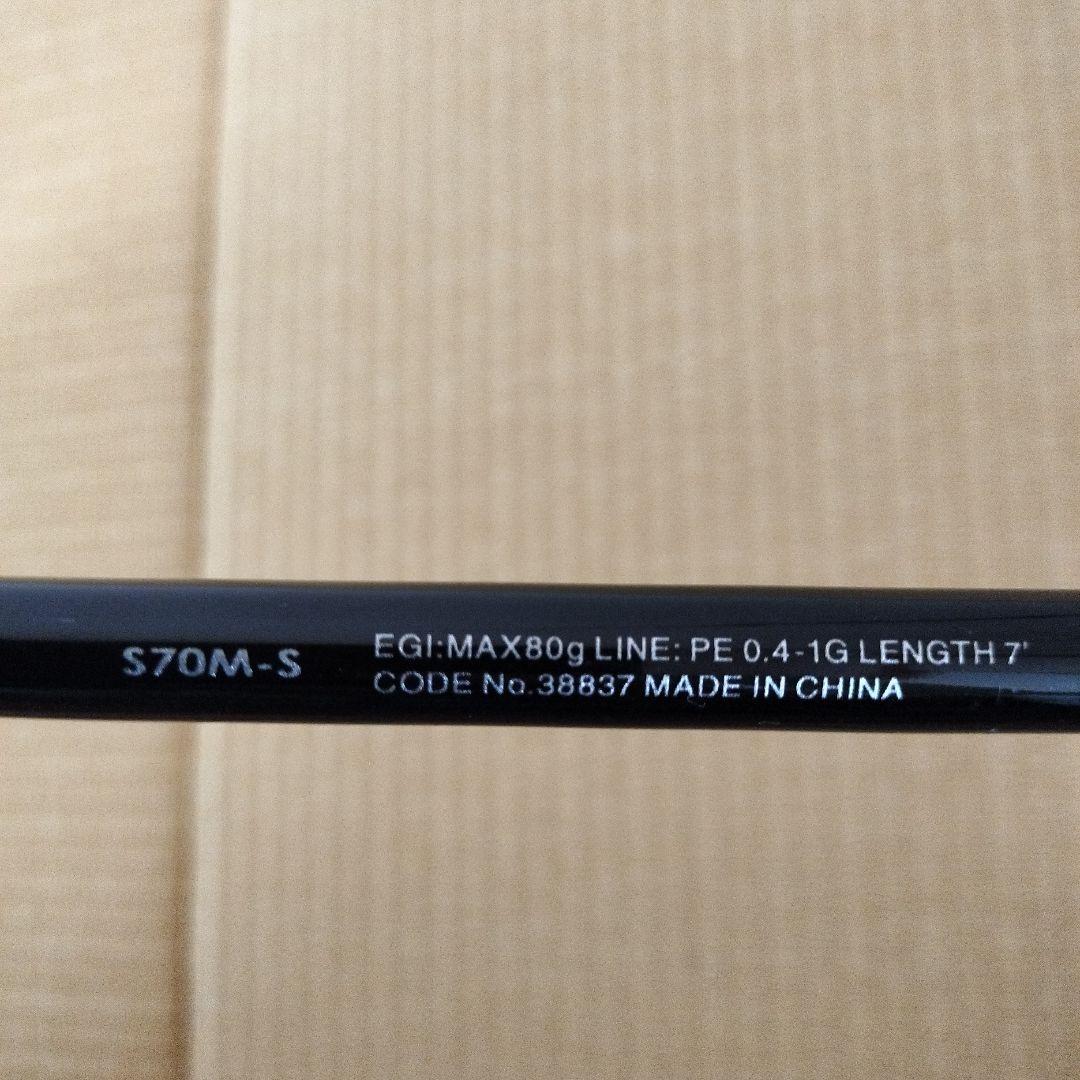 S70M-S
EGI:MAX80g LINE: PE 0.4-1G LENGTH 7'
CODE No.38837 MADE IN CHINA